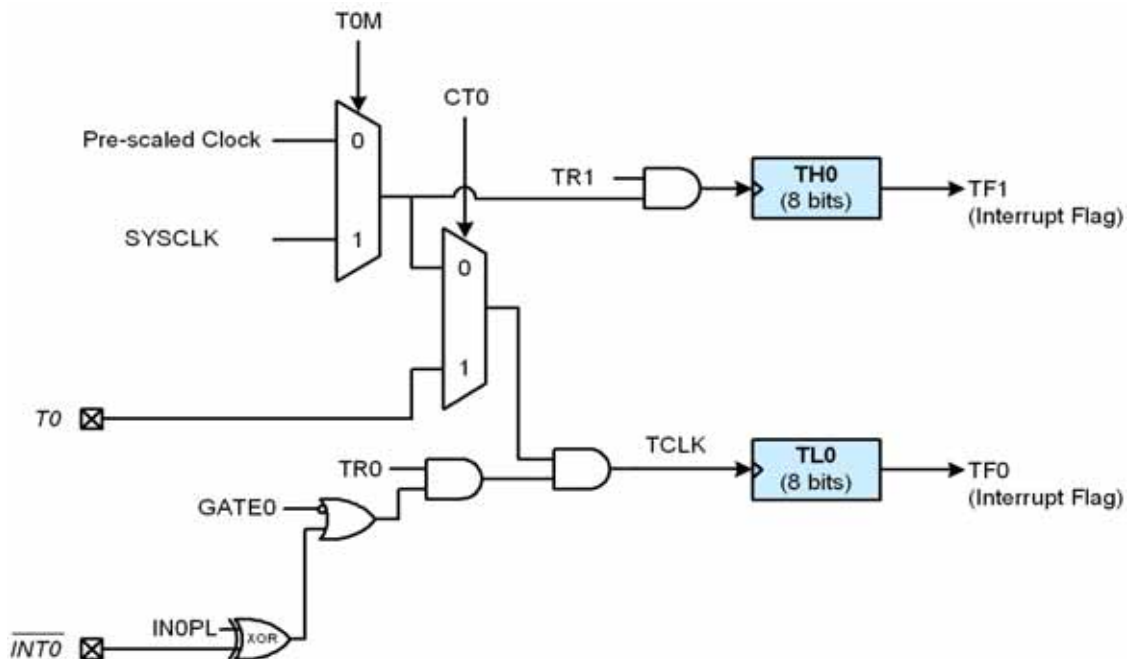 T0M
CT0
Pre-scaled Clock
0
TR1
TH0
(8 bits)
TF1
(Interrupt Flag)
SYSCLK
1
0
1
T0
TR0
TCLK
TL0
(8 bits)
TF0
(Interrupt Flag)
GATE0
IN0PL
XOR
INT0